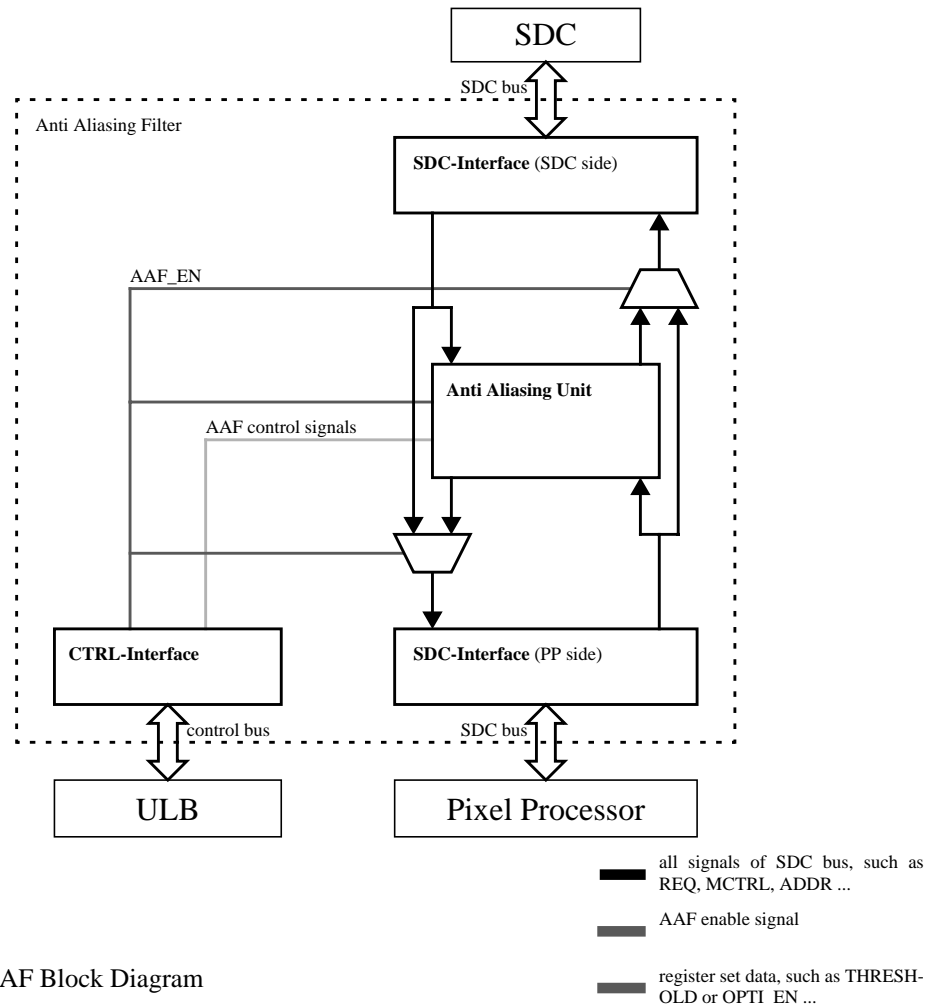 SDC
SDC bus
Anti Aliasing Filter
SDC-Interface (SDC side)
AAF_EN
Anti Aliasing Unit
AAF control signals
CTRL-Interface
SDC-Interface (PP side)
control bus
SDC bus
ULB
Pixel Processor
all signals of SDC bus, such as
REQ, MCTRL, ADDR ...
AAF enable signal
AF Block Diagram
register set data, such as THRESH-
OLD or OPTI_EN ...